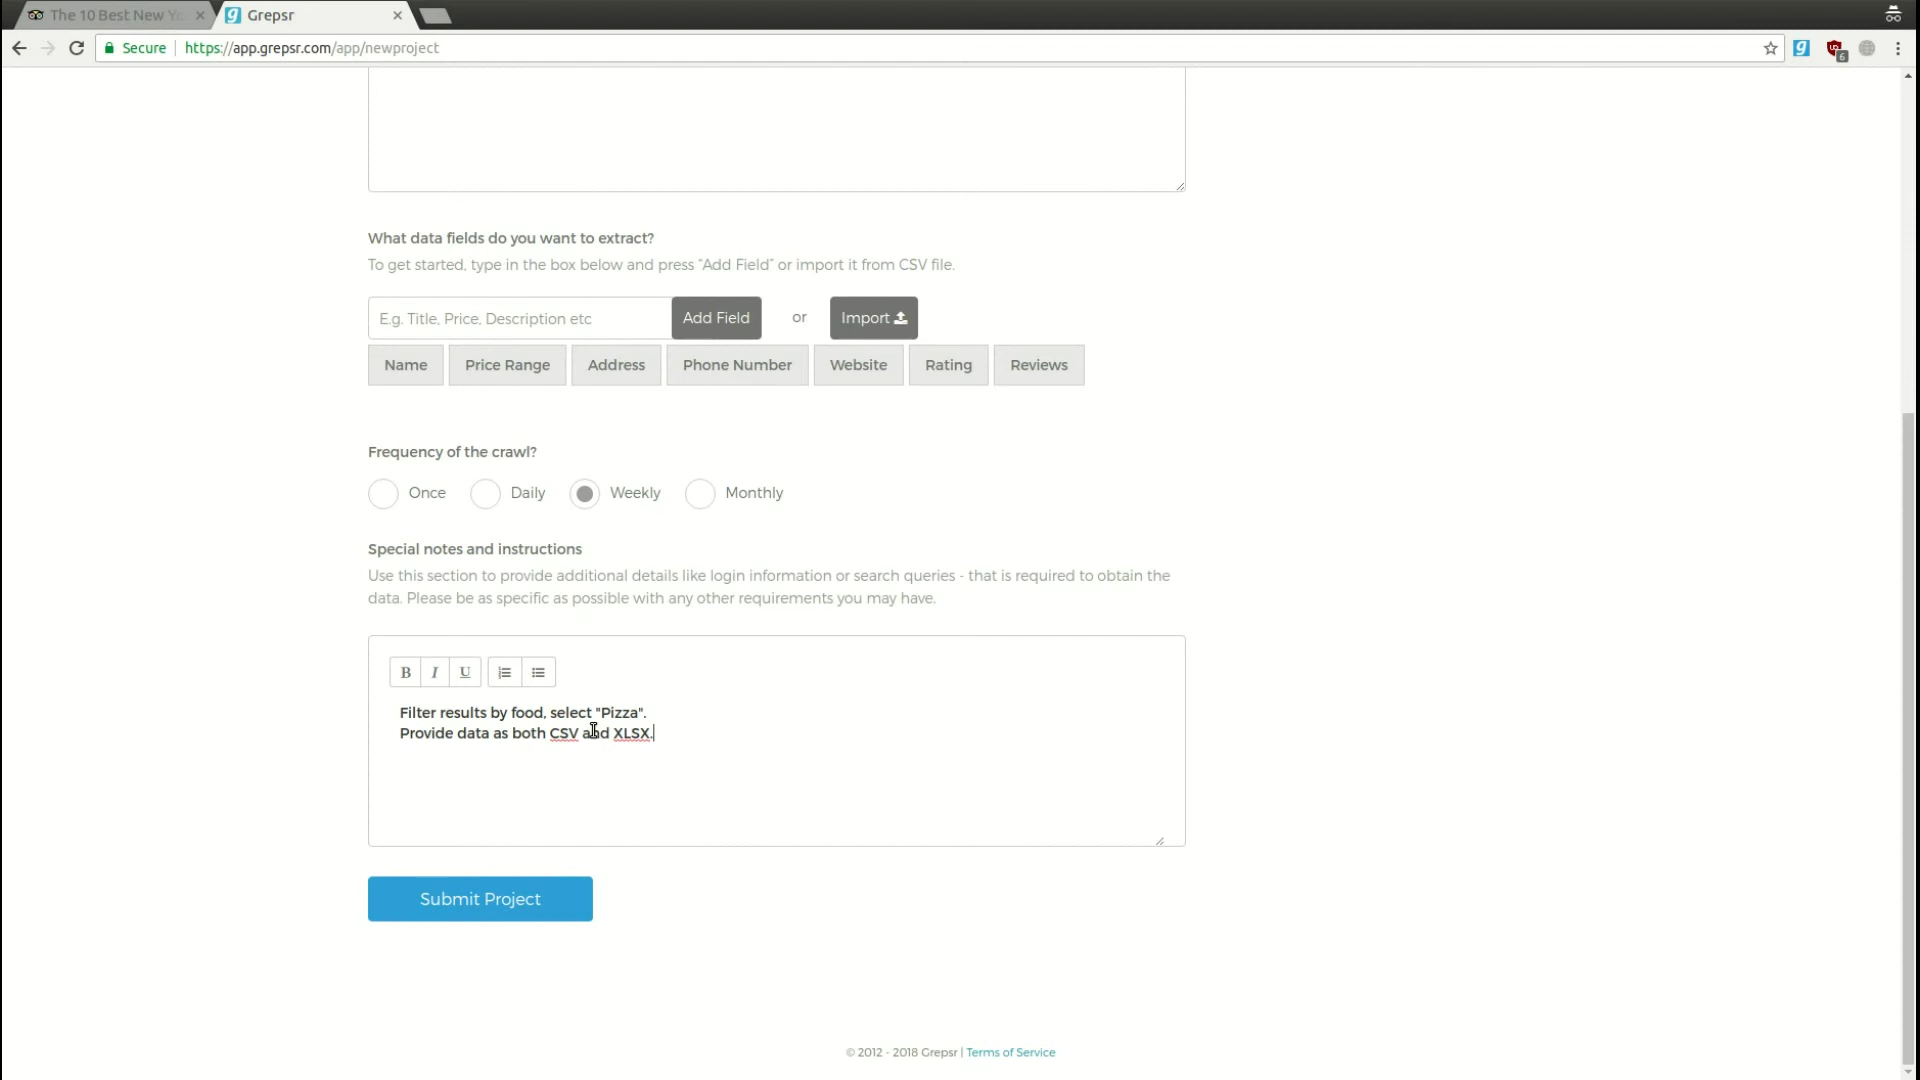 The 10 Best New Yo
Grepsr
Secure
https://app.grepsr.com/app/newproject
6
What data fields do you want to extract?
To get started, type in the box below and press “Add Field” or import it from CSV file.
E.g. Title, Price, Description etc
Add Field
or
Import
Name
Price Range
Address
Phone Number
Website
Rating
Reviews
Frequency of the crawl?
Once
Daily
Weekly
Monthly
Special notes and instructions
Use this section to provide additional details like login information or search queries - that is required to obtain the
data. Please be as specific as possible with any other requirements you may have.
B I U
Filter results by food, select "Pizza".
Provide data as both CSV and XLSX.
Submit Project
© 2012 - 2018 Grepsr | Terms of Service